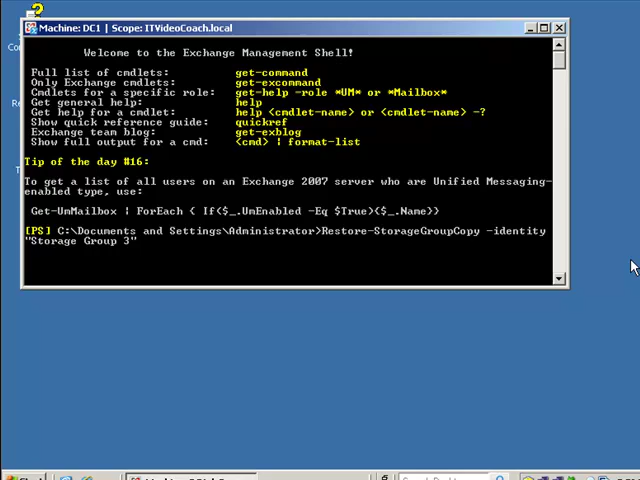 Machine: DC1 | Scope: ITVideoCoach.local
Welcome to the Exchange Management Shell!
Full list of cmdlets: get-command
Only Exchange cmdlets: get-excommand
Cmdlets for a specific role: get-help -role *UM* or *Mailbox*
Get general help: help
Get help for a cmdlet: help <cmdlet-name> or <cmdlet-name> -?
Show quick reference guide: quickref
Exchange team blog: get-exblog
Show full output for a cmd: <cmd> | format-list
Tip of the day #16:
To get a list of all users on an Exchange 2007 server who are Unified Messaging-
enabled type, use:
Get-UmMailbox | ForEach { If($_.UmEnabled -Eq $True){$_.Name}}
[PS] C:\Documents and Settings\Administrator>Restore-StorageGroupCopy -identity
"Storage Group 3"